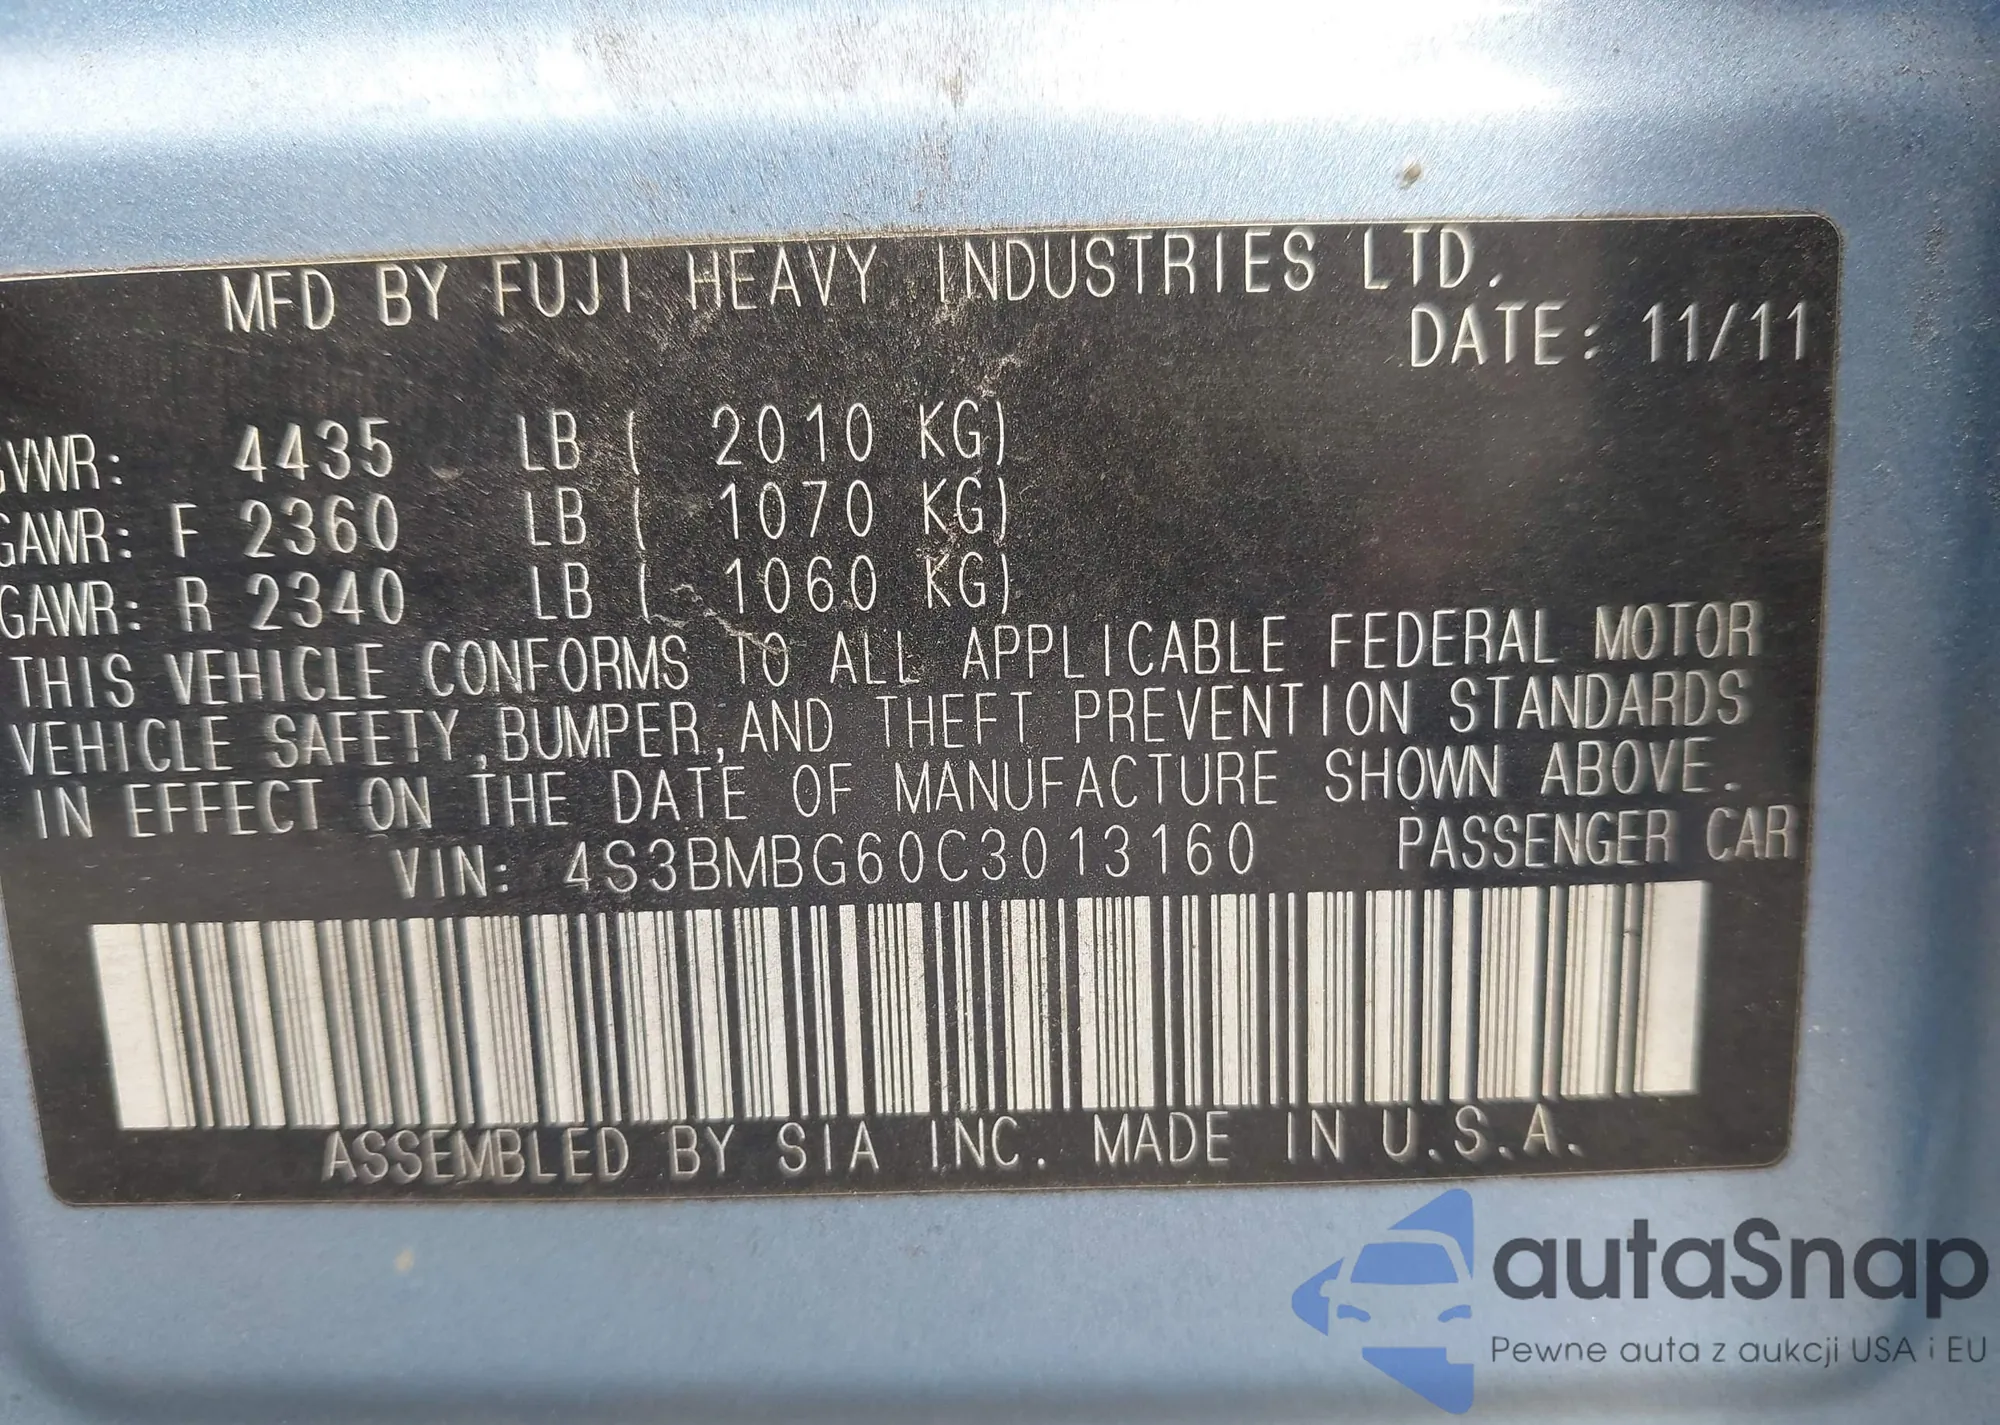 MFD BY FUJI HEAVY INDUSTRIES LTD.
DATE: 11/11
GVWR: 4435 LB ( 2010 KG)
GAWR: F 2360 LB ( 1070 KG)
GAWR: R 2340 LB ( 1060 KG)
THIS VEHICLE CONFORMS TO ALL APPLICABLE FEDERAL MOTOR
VEHICLE SAFETY,BUMPER,AND THEFT PREVENTION STANDARDS
IN EFFECT ON THE DATE OF MANUFACTURE SHOWN ABOVE.
VIN: 4S3BMBG60C3013160 PASSENGER CAR
ASSEMBLED BY SIA INC. MADE IN U.S.A.
autaSnap
Pewne auta z aukcji USA i EU